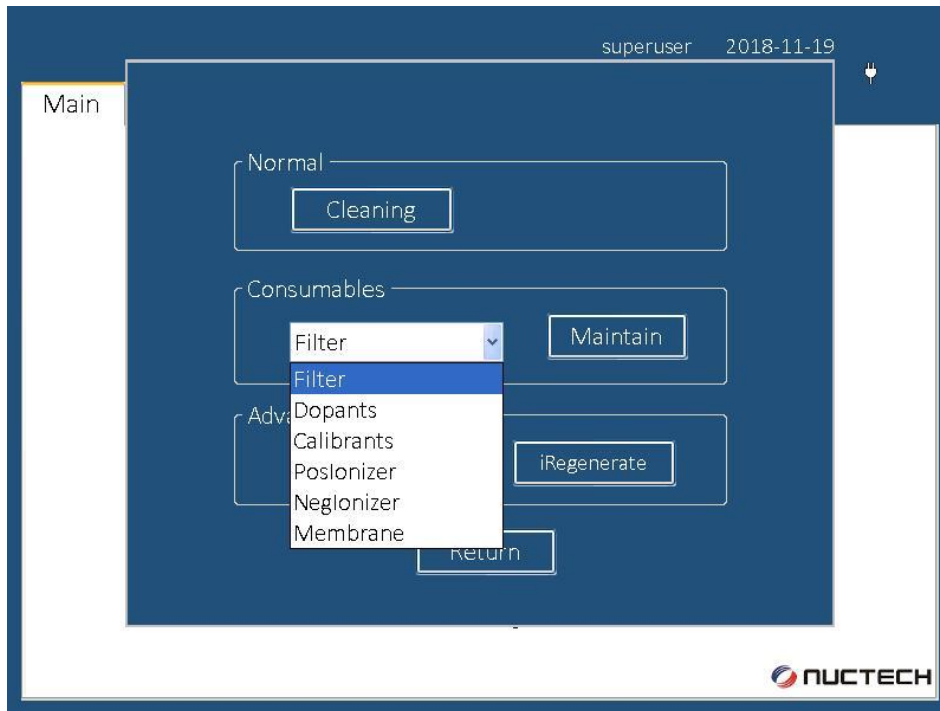 superuser 2018-11-19
Main
Normal
Cleaning
Consumables
Filter
Maintain
Filter
Dopants
Calibrants
PosIonizer
NegIonizer
Membrane
Adva
iRegenerate
Return
NUCTECH